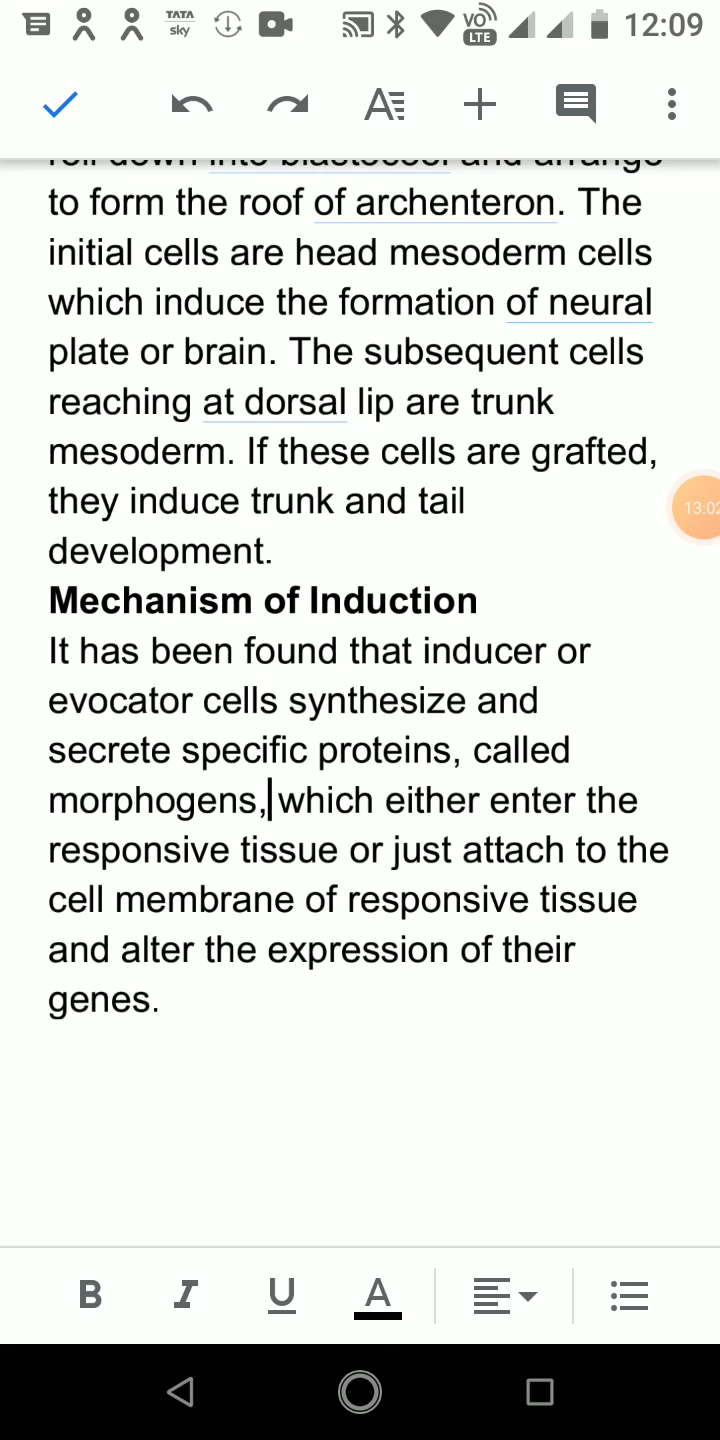 TATA
sky
VO
LTE
12:09
to form the roof of archenteron. The
initial cells are head mesoderm cells
which induce the formation of neural
plate or brain. The subsequent cells
reaching at dorsal lip are trunk
mesoderm. If these cells are grafted,
they induce trunk and tail
development.
13:02
Mechanism of Induction
It has been found that inducer or
evocator cells synthesize and
secrete specific proteins, called
morphogens, which either enter the
responsive tissue or just attach to the
cell membrane of responsive tissue
and alter the expression of their
genes.
B I U A